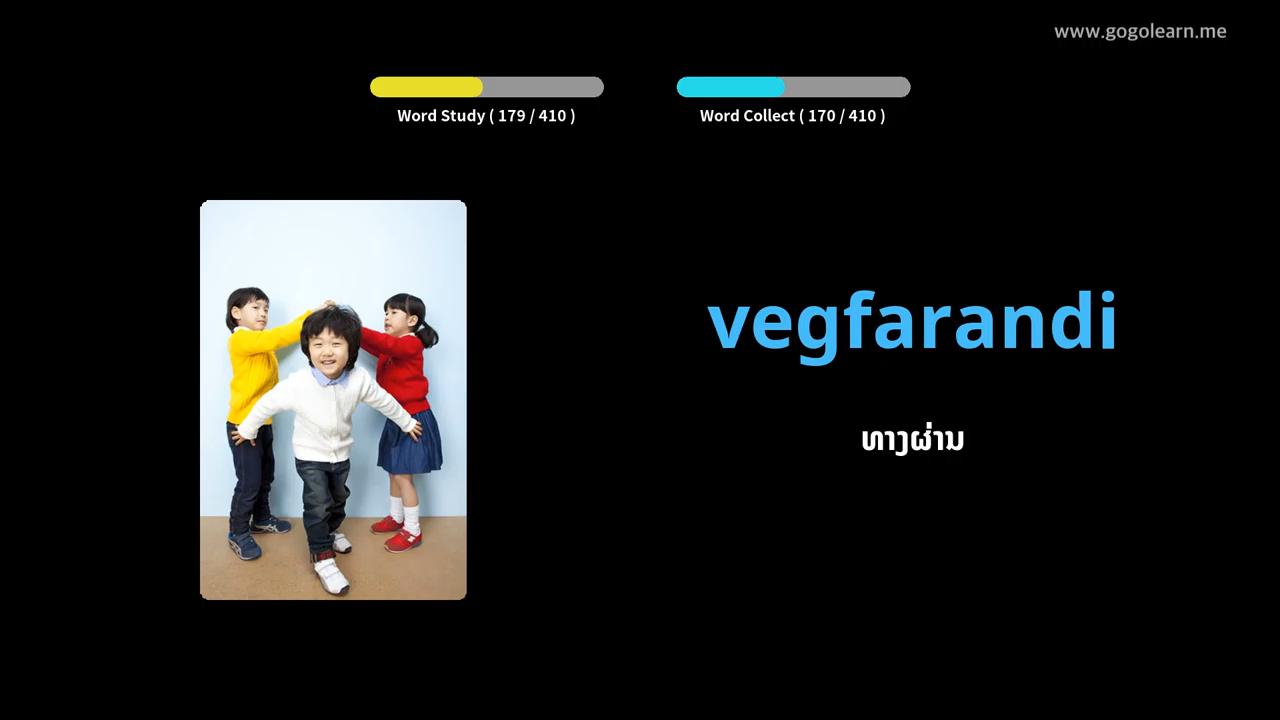 www.gogolearn.me
Word Study ( 179 / 410 )
Word Collect ( 170 / 410 )
vegfarandi
ທາງຜ່ານ